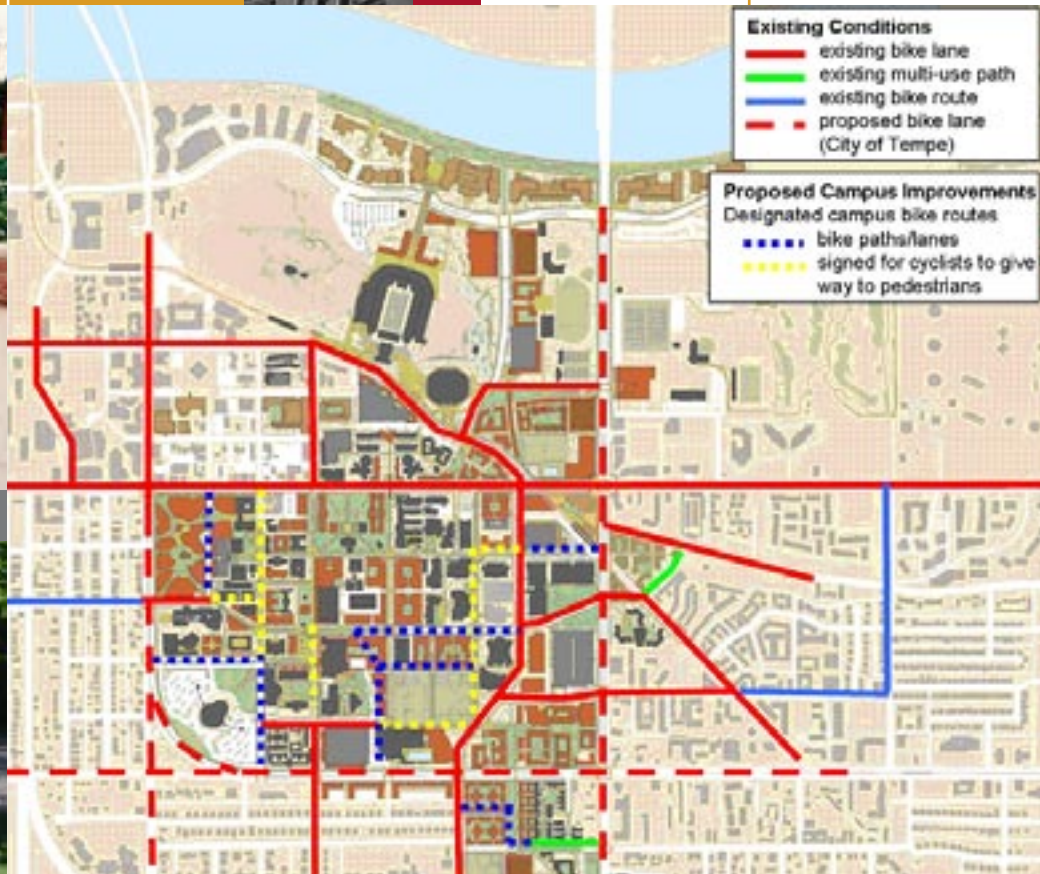 Existing Conditions
existing bike lane
existing multi-use path
existing bike route
proposed bike lane
(City of Tempe)
Proposed Campus Improvements
Designated campus bike routes
bike paths/lanes
signed for cyclists to give
way to pedestrians